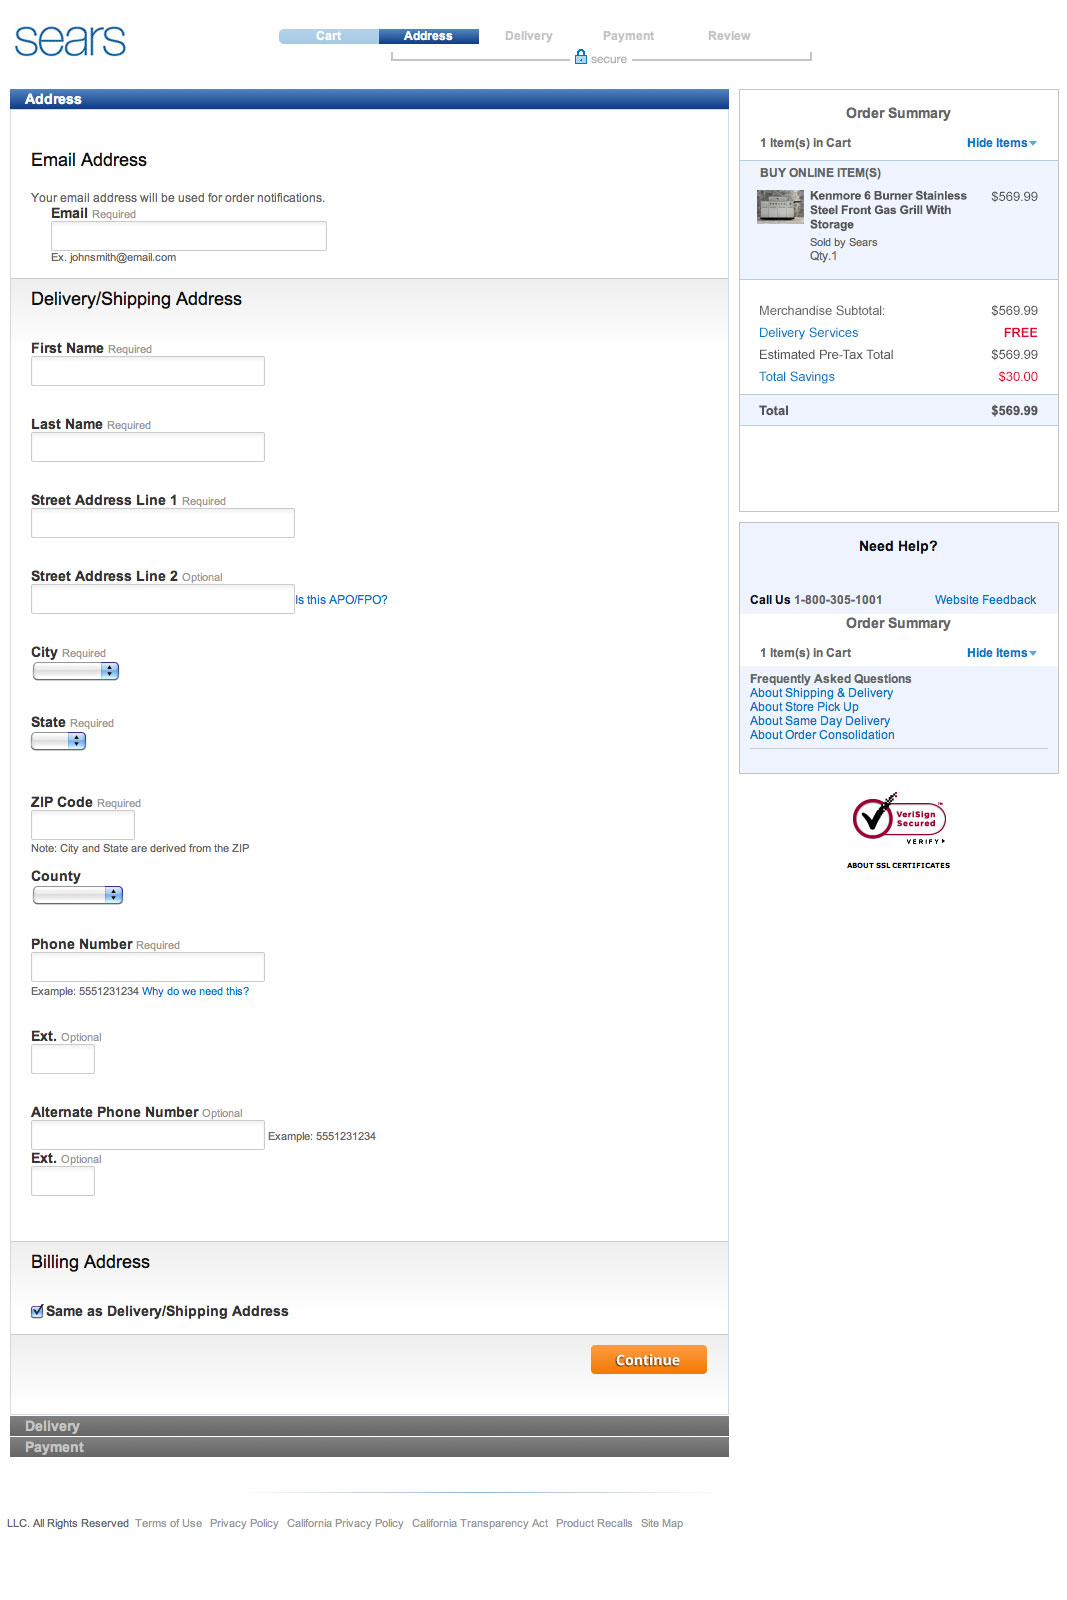 sears
Cart Address Delivery Payment Review
secure
Address
Email Address
Your email address will be used for order notifications.
Email Required
Ex. johnsmith@email.com
Delivery/Shipping Address
First Name Required
Last Name Required
Street Address Line 1 Required
Street Address Line 2 Optional
Is this APO/FPO?
City Required
State Required
ZIP Code Required
Note: City and State are derived from the ZIP
County
Phone Number Required
Example: 5551231234 Why do we need this?
Ext. Optional
Alternate Phone Number Optional
Example: 5551231234
Ext. Optional
Billing Address
Same as Delivery/Shipping Address
Continue
Delivery
Payment
Order Summary
1 Item(s) in Cart Hide Items
BUY ONLINE ITEM(S)
Kenmore 6 Burner Stainless $569.99
Steel Front Gas Grill With
Storage
Sold by Sears
Qty.1
Merchandise Subtotal: $569.99
Delivery Services FREE
Estimated Pre-Tax Total $569.99
Total Savings $30.00
Total $569.99
Need Help?
Call Us 1-800-305-1001 Website Feedback
Order Summary
1 Item(s) in Cart Hide Items
Frequently Asked Questions
About Shipping & Delivery
About Store Pick Up
About Same Day Delivery
About Order Consolidation
VeriSign
Secured
VERIFY
ABOUT SSL CERTIFICATES
LLC. All Rights Reserved Terms of Use Privacy Policy California Privacy Policy California Transparency Act Product Recalls Site Map